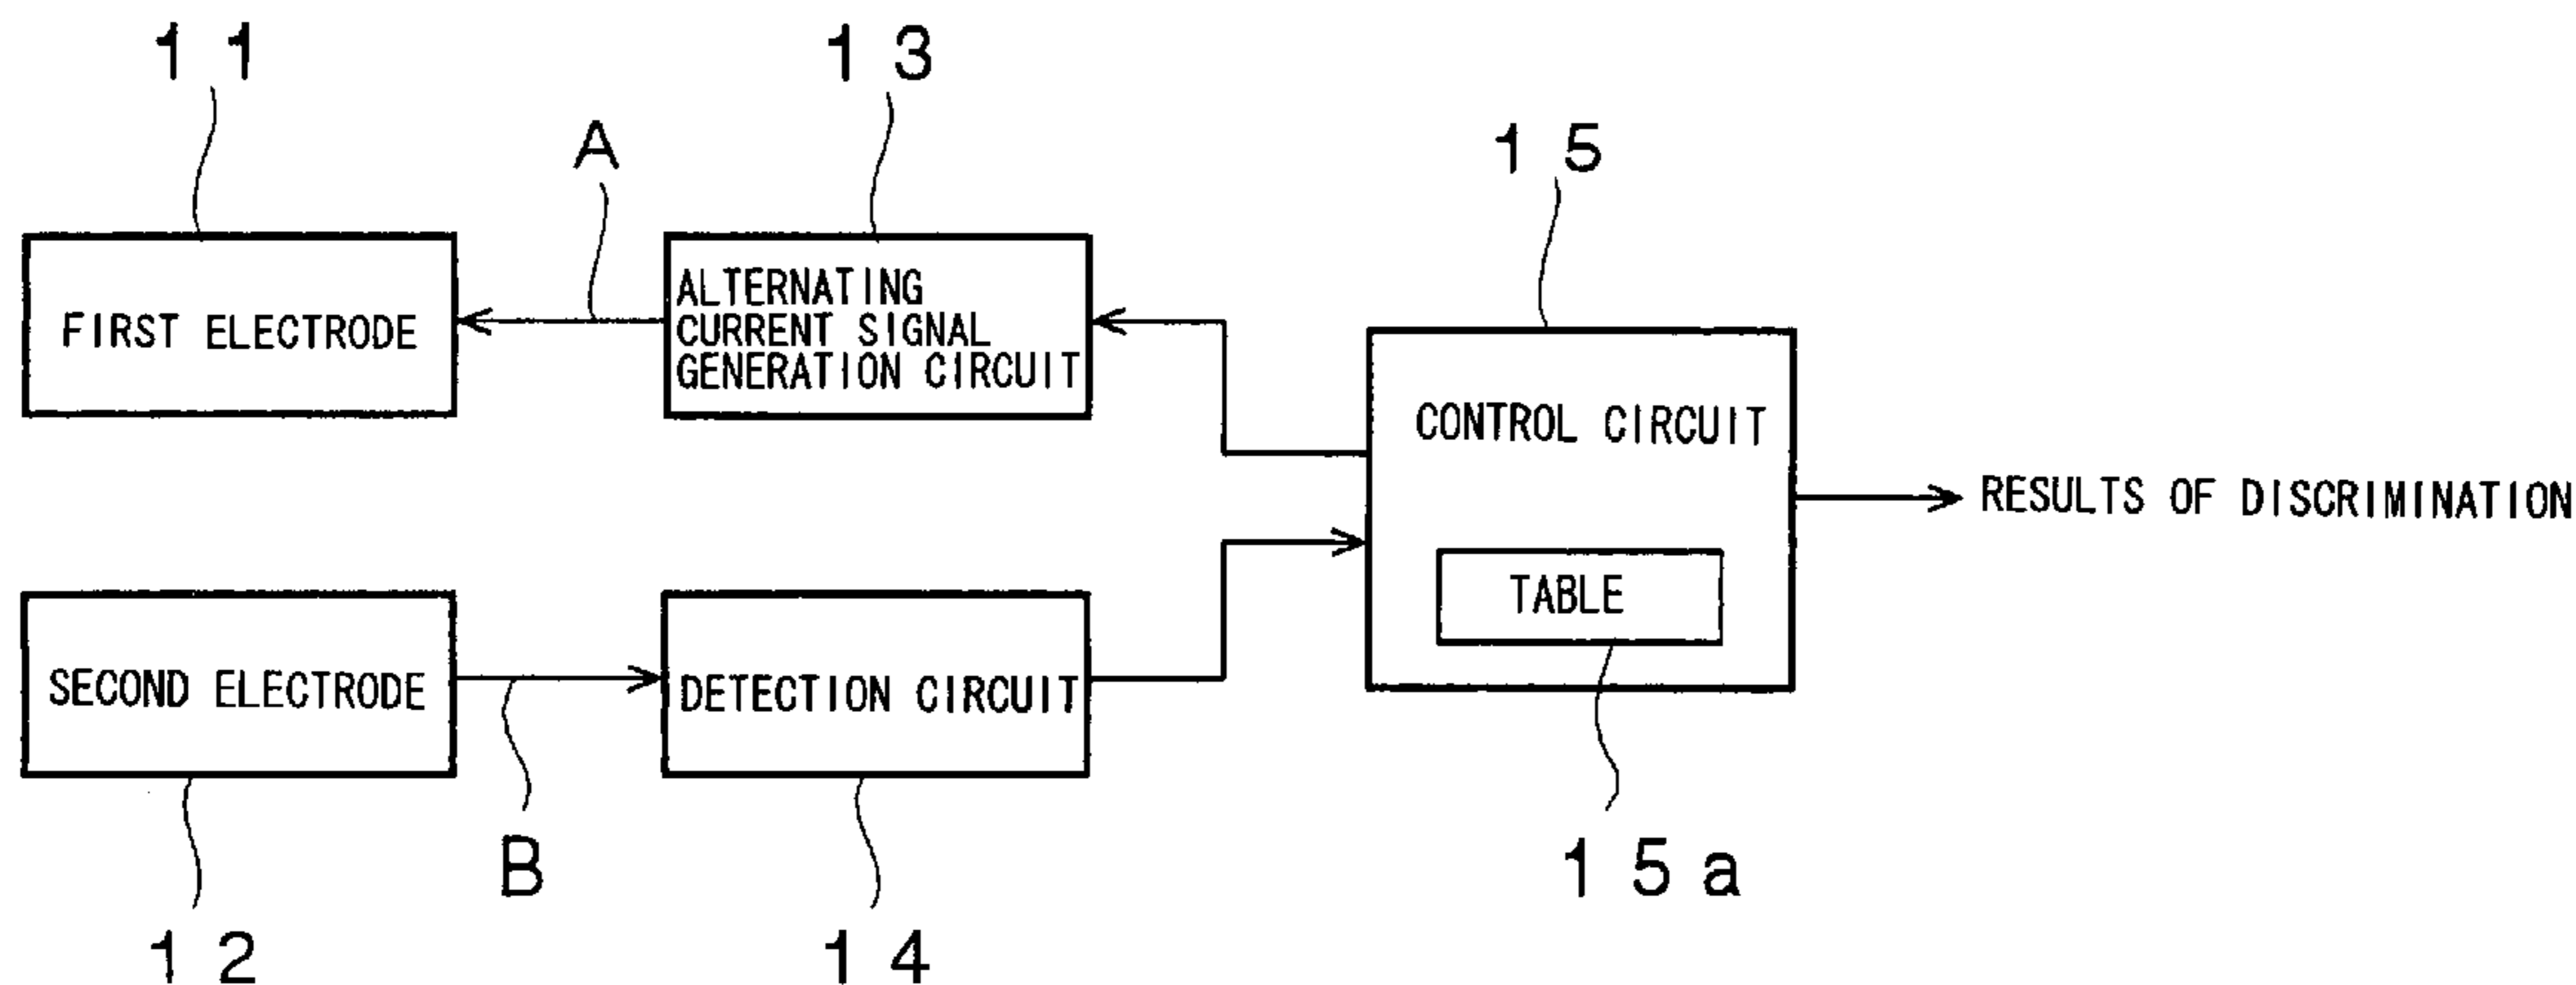 11
13
A
15
FIRST ELECTRODE
ALTERNATING
CURRENT SIGNAL
GENERATION CIRCUIT
CONTROL CIRCUIT
RESULTS OF DISCRIMINATION
TABLE
SECOND ELECTRODE
DETECTION CIRCUIT
B
15a
12
14